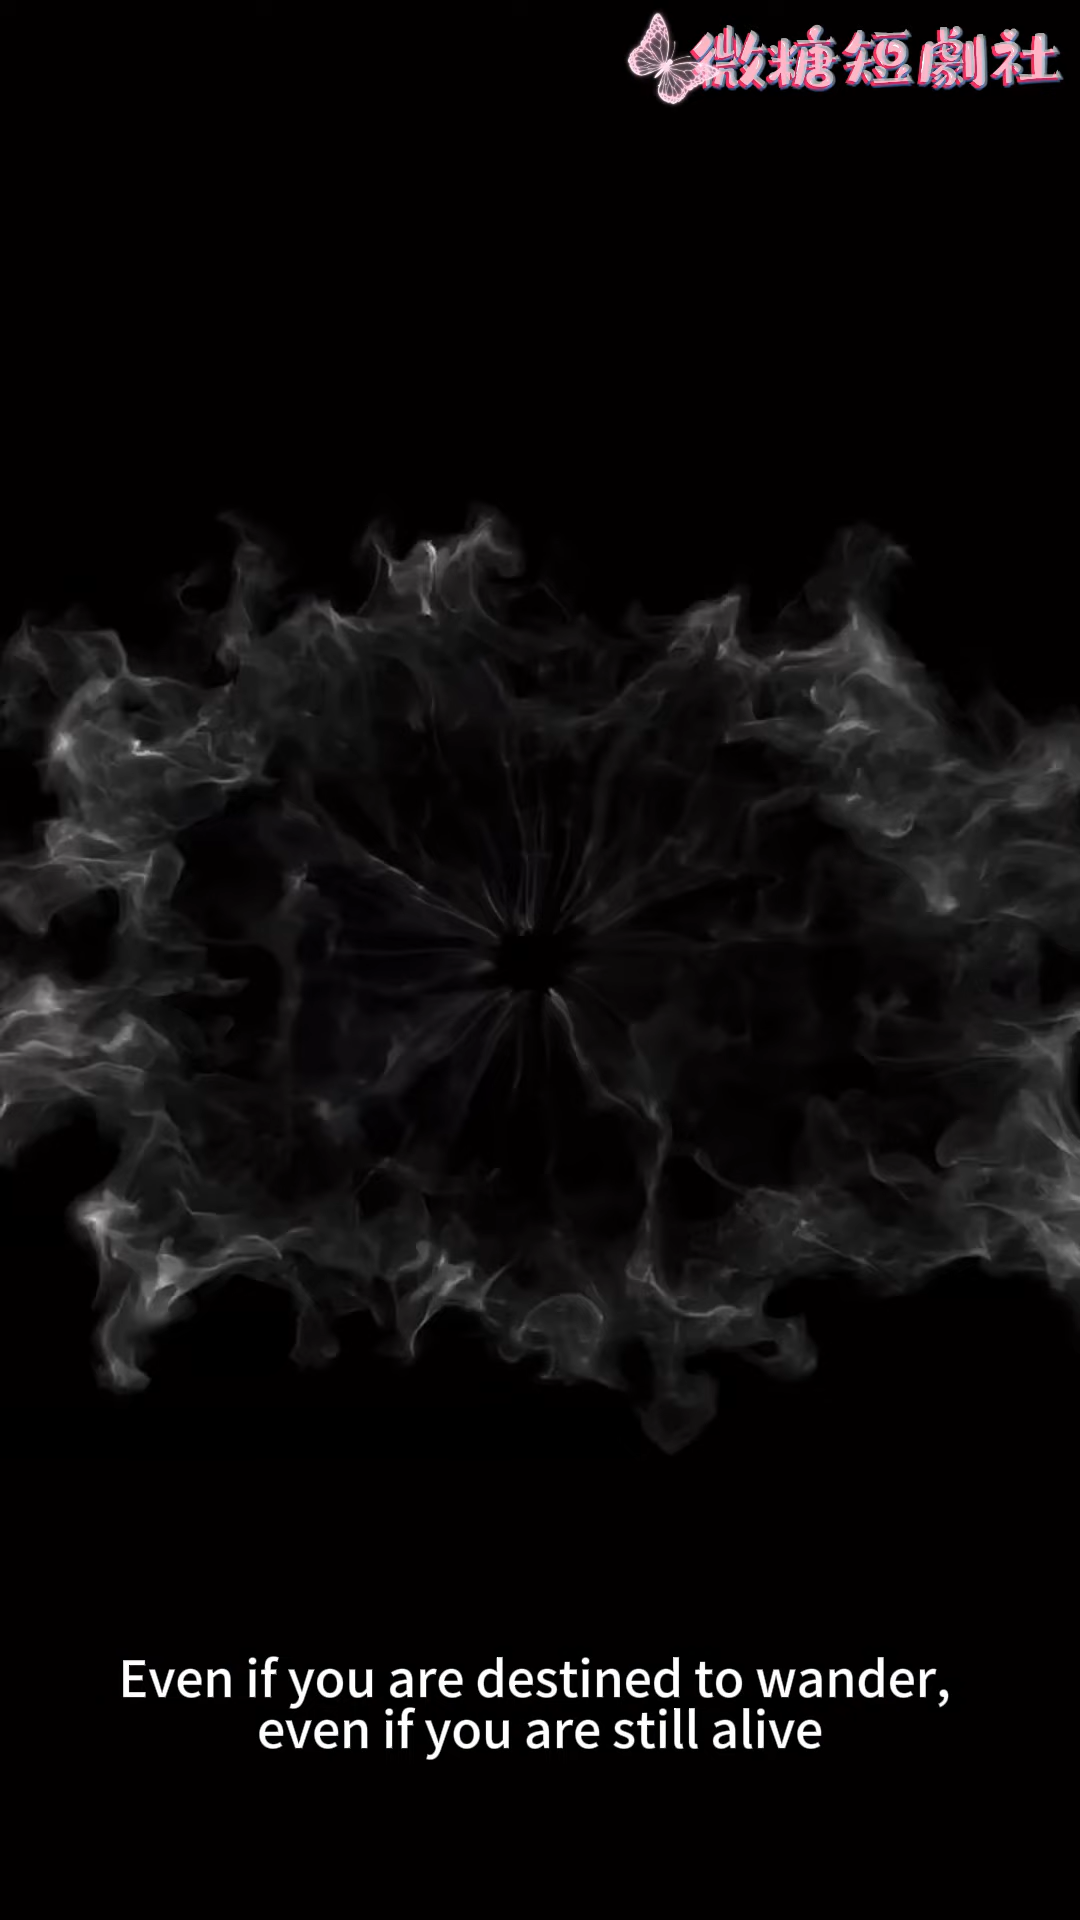 微糖短劇社
Even if you are destined to wander,
even if you are still alive